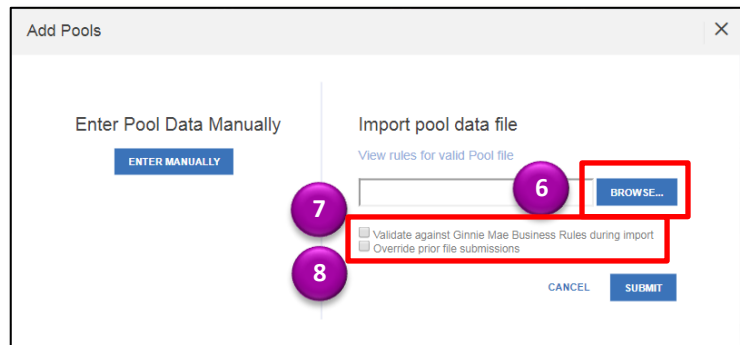 Add Pools
Enter Pool Data Manually
ENTER MANUALLY
Import pool data file
View rules for valid Pool file
6
BROWSE...
7
Validate against Ginnie Mae Business Rules during import
Override prior file submissions
8
CANCEL
SUBMIT